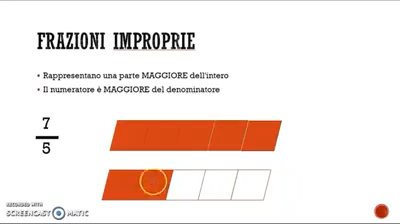 FRAZIONI IMPROPRIE
Rappresentano una parte MAGGIORE dell'intero
Il numeratore è MAGGIORE del denominatore
7
5
RECORDED WITH
SCREENCAST MATIC